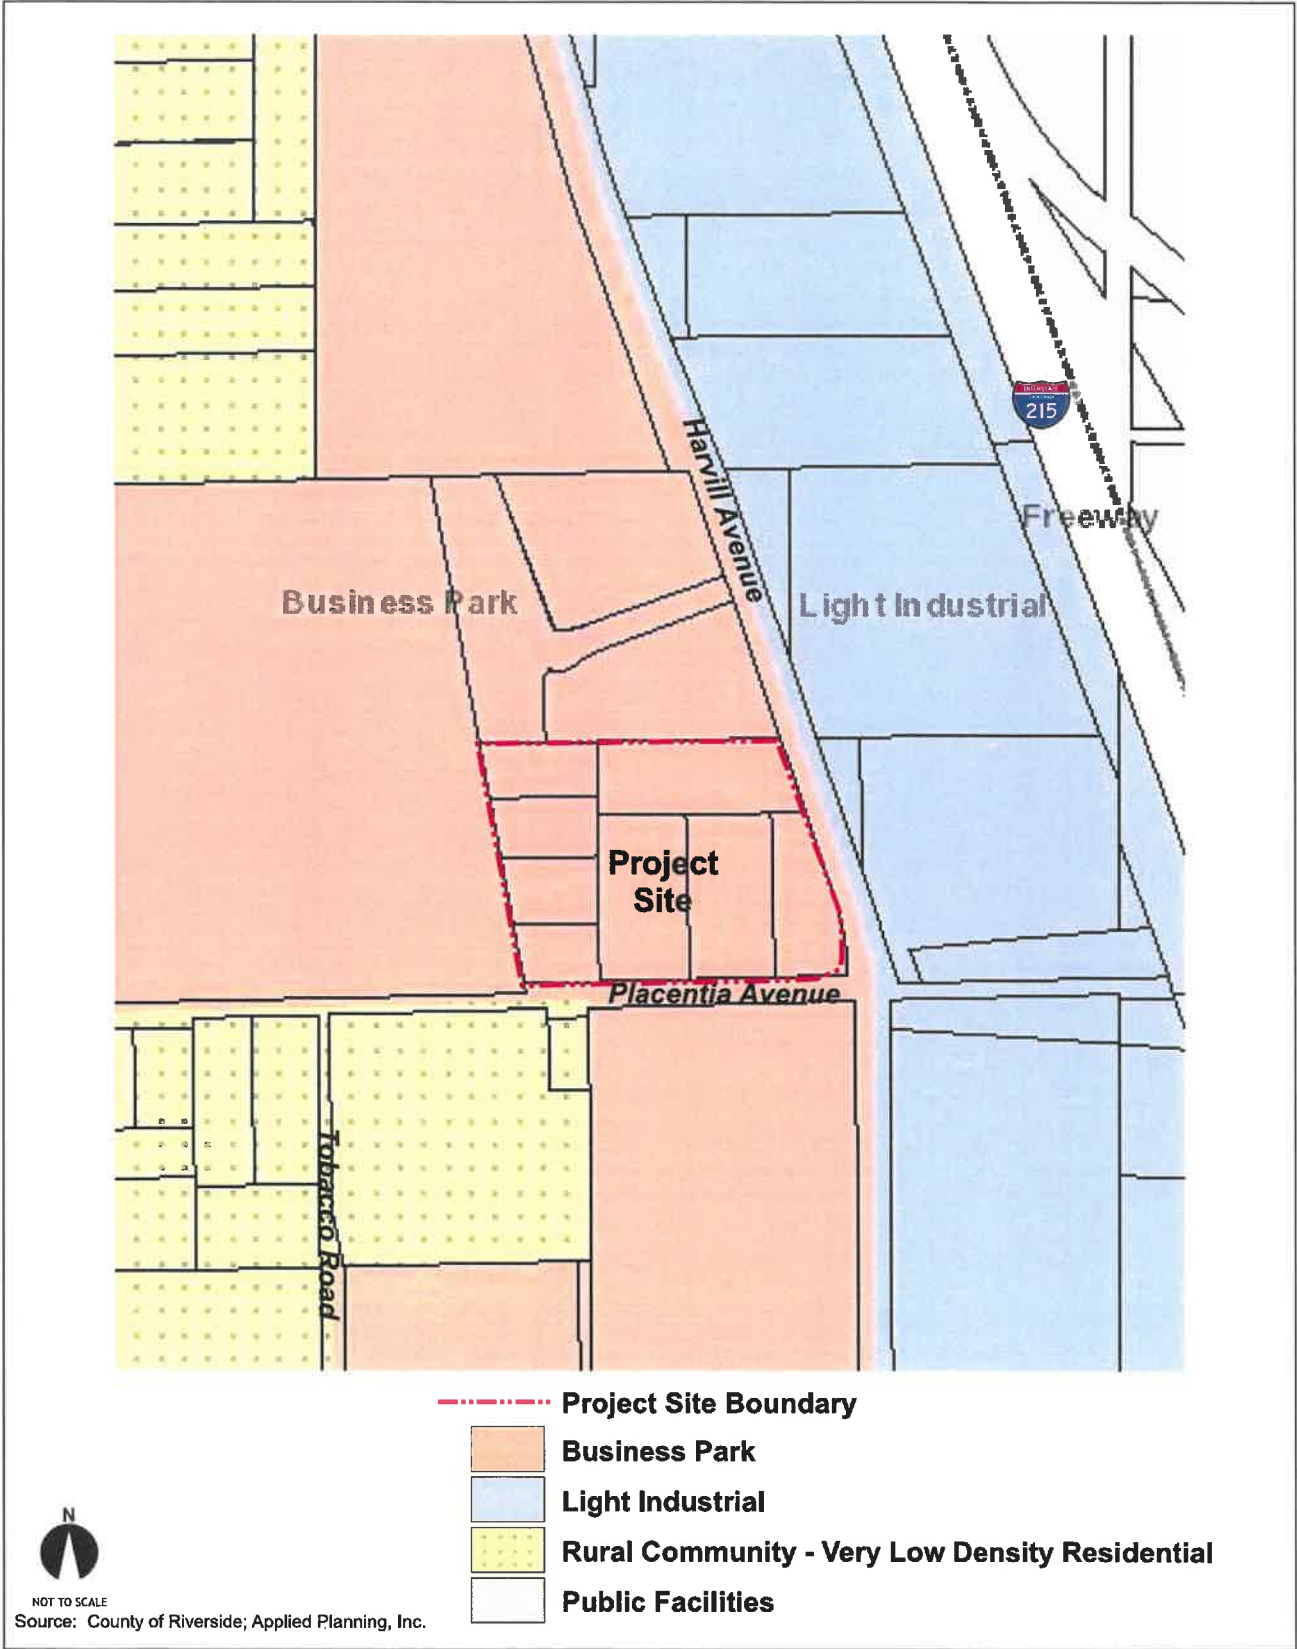 Harvill Avenue
INTERSTATE
215
Freeway
Business Park
Light Industrial
Project
Site
Placentia Avenue
Tobacco Road
Project Site Boundary
Business Park
Light Industrial
Rural Community - Very Low Density Residential
Public Facilities
N
NOT TO SCALE
Source: County of Riverside; Applied Planning, Inc.